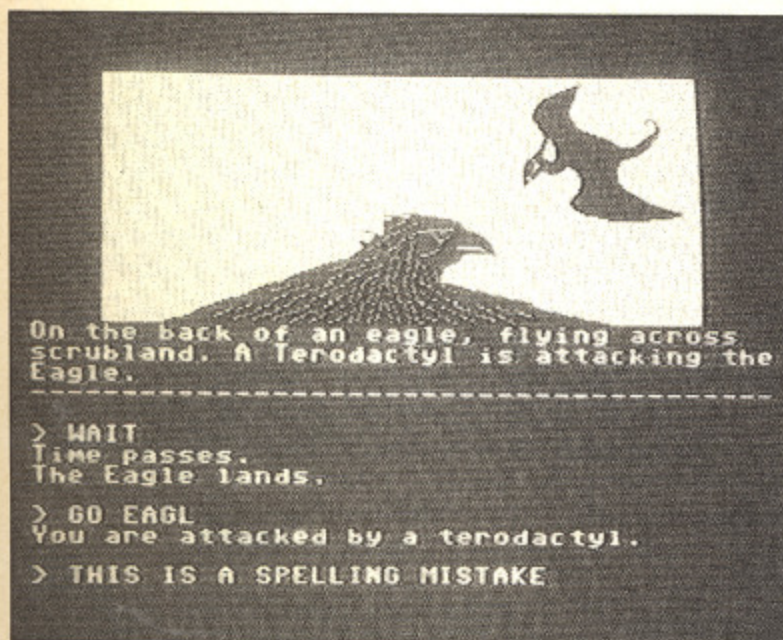 On the back of an eagle, flying across
scrubland. A Terodactyl is attacking the
Eagle.
> WAIT
Time passes.
The Eagle lands.
> GO EAGL
You are attacked by a terodactyl.
> THIS IS A SPELLING MISTAKE